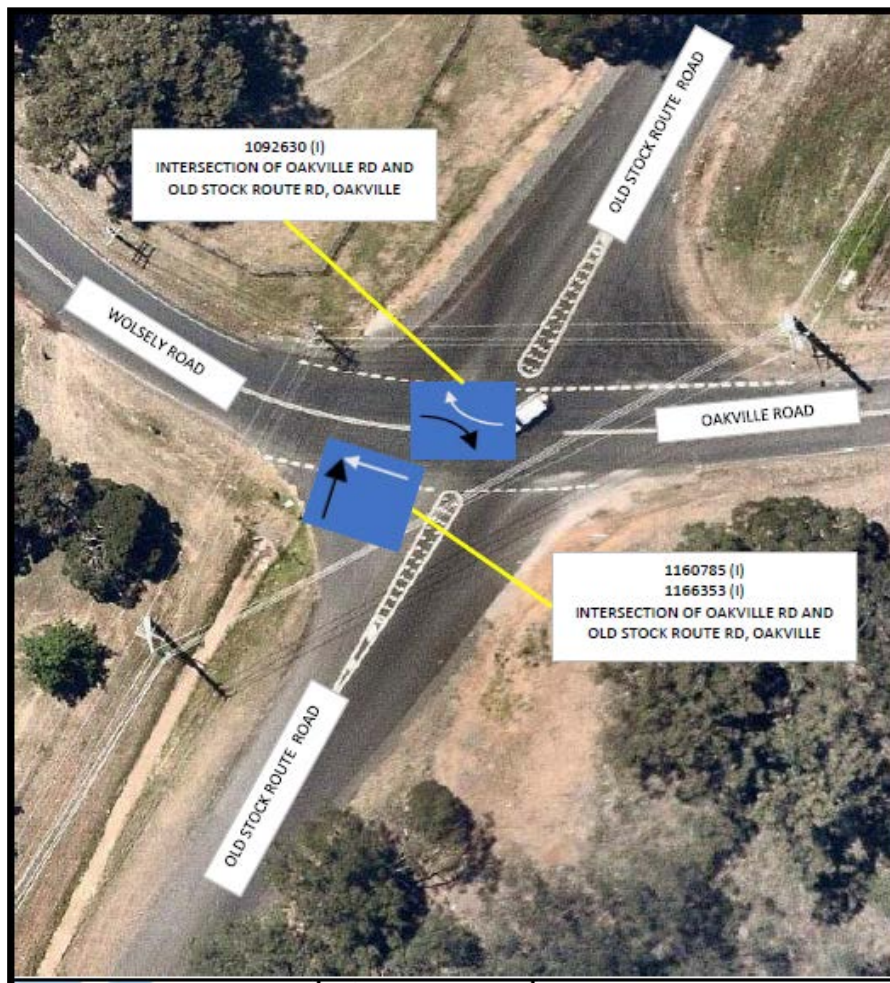 OLD STOCK ROUTE ROAD
1092630 (I)
INTERSECTION OF OAKVILLE RD AND
OLD STOCK ROUTE RD, OAKVILLE
WOLSELY ROAD
OAKVILLE ROAD
1160785 (I)
1166353 (I)
INTERSECTION OF OAKVILLE RD AND
OLD STOCK ROUTE RD, OAKVILLE
OLD STOCK ROUTE ROAD